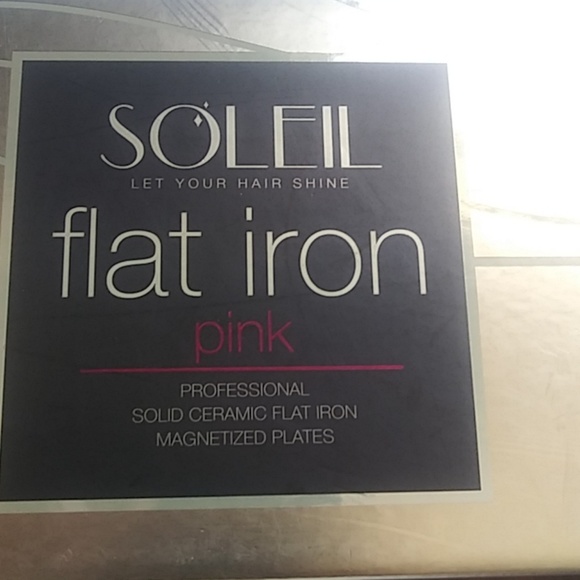 SOLEIL
LET YOUR HAIR SHINE
flat iron
pink
PROFESSIONAL
SOLID CERAMIC FLAT IRON
MAGNETIZED PLATES